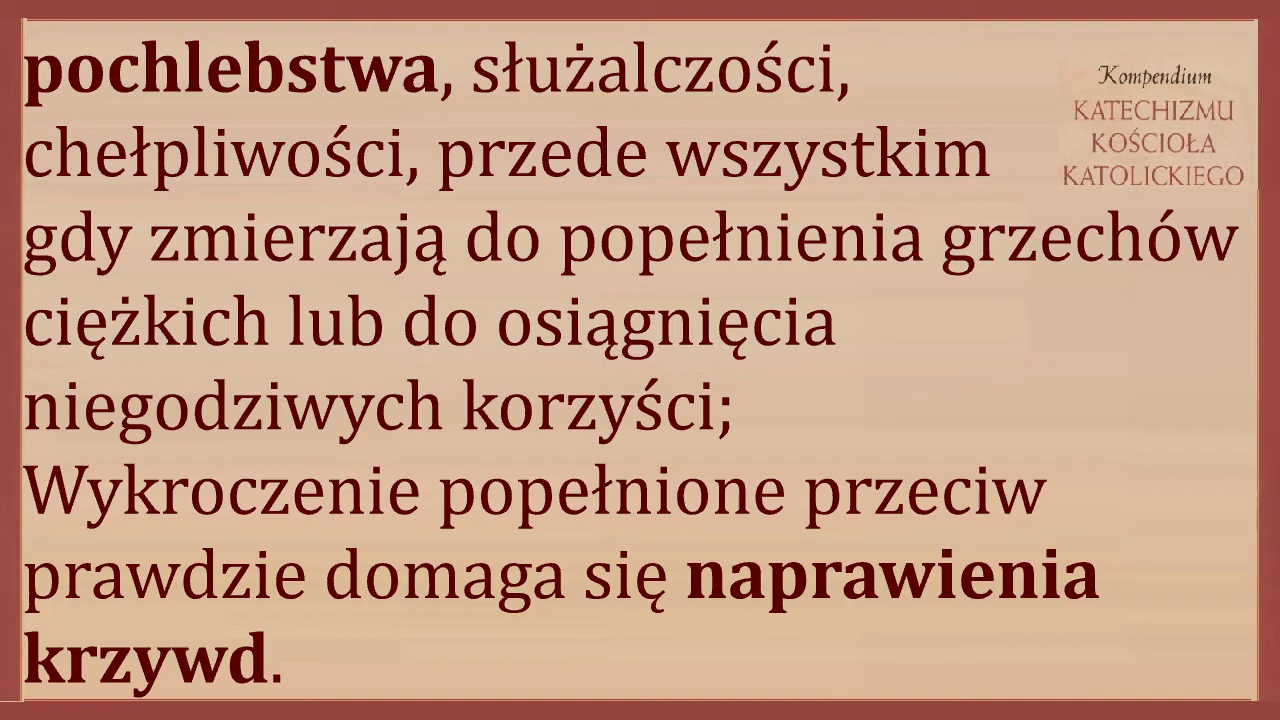 pochlebstwa, służalczości,
chełpliwości, przede wszystkim
gdy zmierzają do popełnienia grzechów
ciężkich lub do osiągnięcia
niegodziwych korzyści;
Wykroczenie popełnione przeciw
prawdzie domaga się naprawienia
krzywd.
Kompendium
KATECHIZMU
KOŚCIOŁA
KATOLICKIEGO